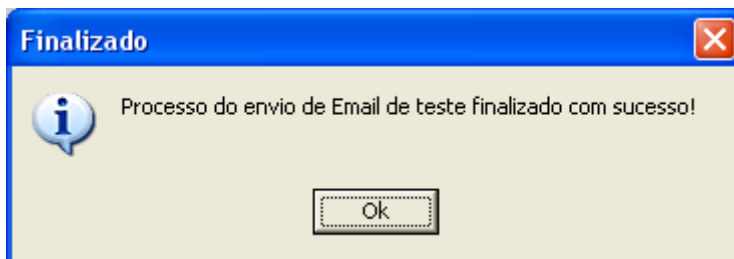 Finalizado
Processo do envio de Email de teste finalizado com sucesso!
Ok